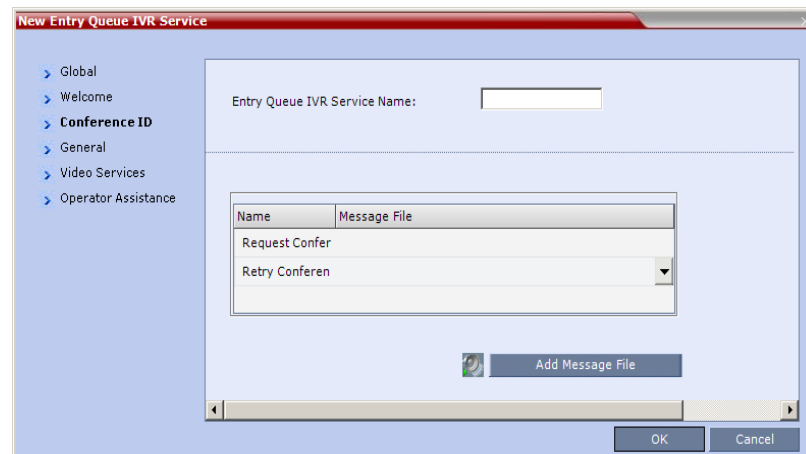 New Entry Queue IVR Service
Global
Welcome
Conference ID
General
Video Services
Operator Assistance
Entry Queue IVR Service Name:
Name Message File
Request Confer
Retry Conferen
Add Message File
OK Cancel